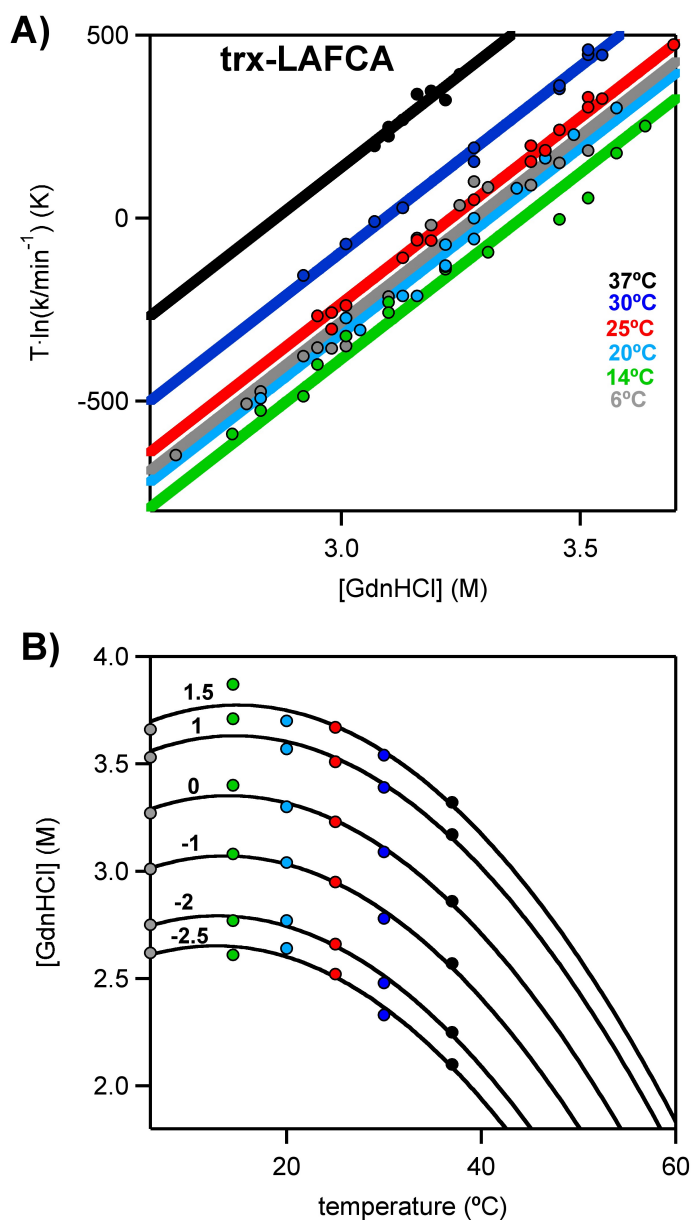 A)
500
trx-LAFCA
0
-500
T·ln(k/min⁻¹) (K)
37ºC
30ºC
25ºC
20ºC
14ºC
6ºC
3.0
3.5
[GdnHCl] (M)
B)
4.0
3.5
3.0
2.5
2.0
[GdnHCl] (M)
1.5
1
0
-1
-2
-2.5
20
40
60
temperature (ºC)